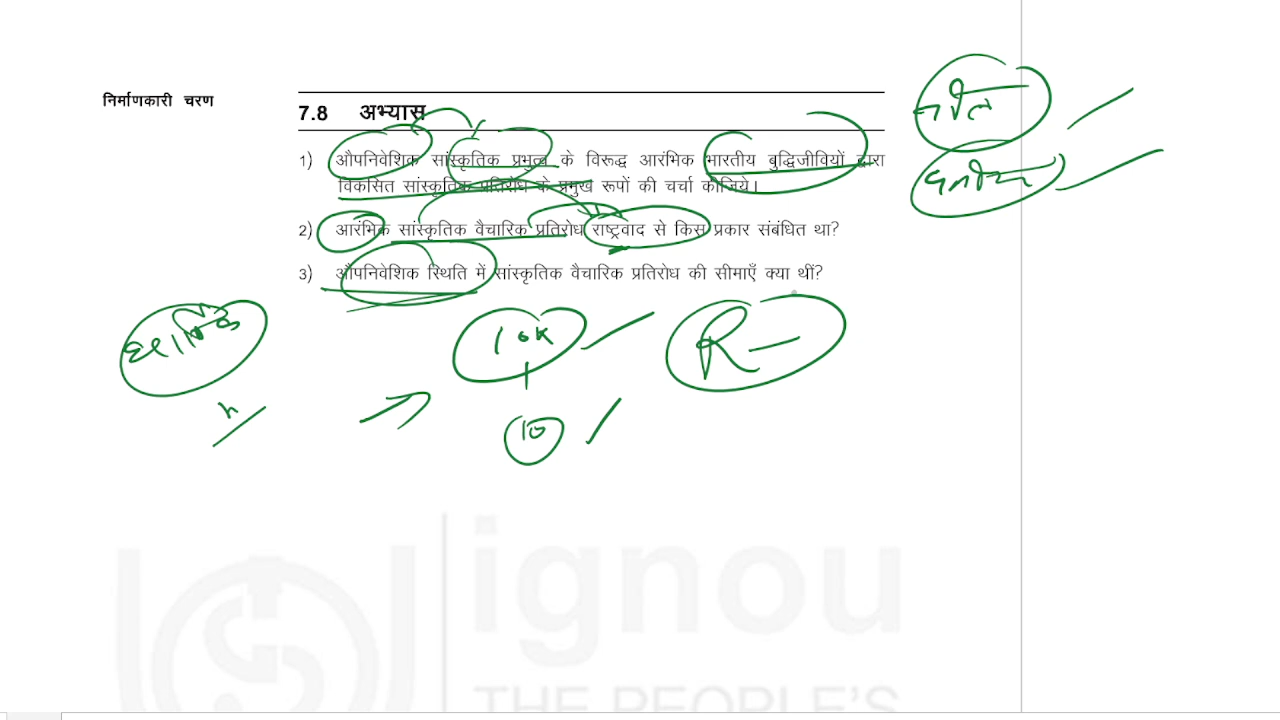 निर्माणकारी चरण
7.8 अभ्यास
1) औपनिवेशिक सांस्कृतिक प्रभुत्व के विरूद्ध आरंभिक भारतीय बुद्धिजीवियों द्वारा
विकसित सांस्कृतिक प्रतिरोध के प्रमुख रूपों की चर्चा कीजिये।
2) आरंभिक सांस्कृतिक वैचारिक प्रतिरोध राष्ट्रवाद से किस प्रकार संबंधित था?
3) औपनिवेशिक स्थिति में सांस्कृतिक वैचारिक प्रतिरोध की सीमाएँ क्या थीं?
10K
R
10
ignou
THE PEOPLE'S